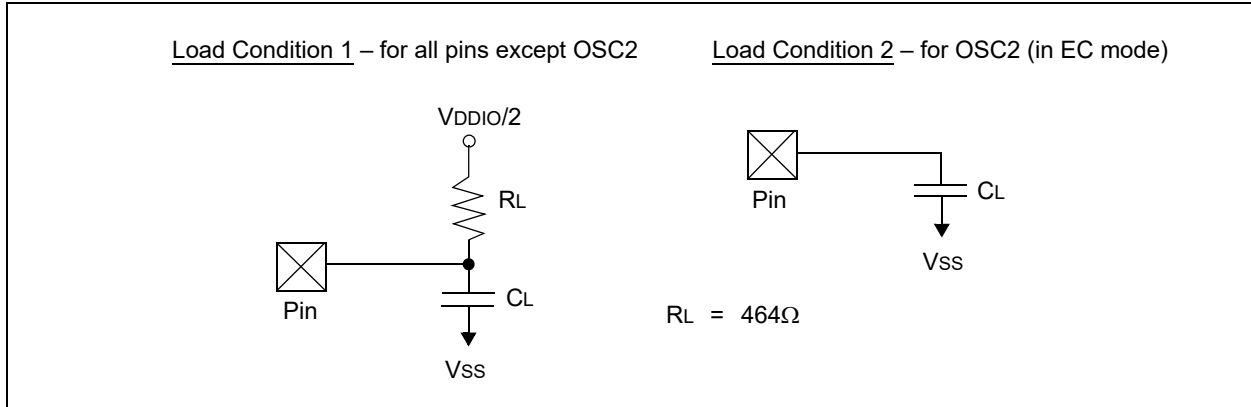 Load Condition 1 – for all pins except OSC2
VDDIO/2
RL
Pin
CL
VSS
Load Condition 2 – for OSC2 (in EC mode)
Pin
CL
VSS
RL = 464Ω